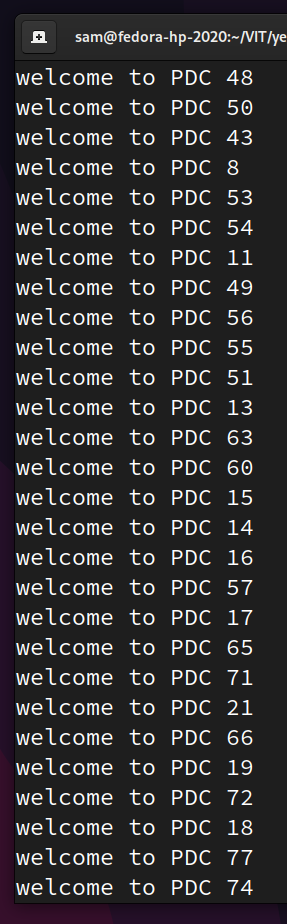 sam@fedora-hp-2020:~/VIT/ye
welcome to PDC 48
welcome to PDC 50
welcome to PDC 43
welcome to PDC 8
welcome to PDC 53
welcome to PDC 54
welcome to PDC 11
welcome to PDC 49
welcome to PDC 56
welcome to PDC 55
welcome to PDC 51
welcome to PDC 13
welcome to PDC 63
welcome to PDC 60
welcome to PDC 15
welcome to PDC 14
welcome to PDC 16
welcome to PDC 57
welcome to PDC 17
welcome to PDC 65
welcome to PDC 71
welcome to PDC 21
welcome to PDC 66
welcome to PDC 19
welcome to PDC 72
welcome to PDC 18
welcome to PDC 77
welcome to PDC 74